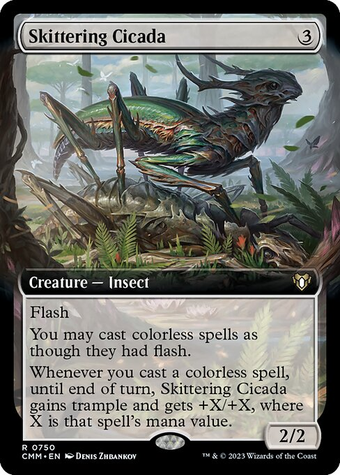 Skittering Cicada 3
Creature — Insect
Flash
You may cast colorless spells as
though they had flash.
Whenever you cast a colorless spell,
until end of turn, Skittering Cicada
gains trample and gets +X/+X, where
X is that spell's mana value.
2/2
R 0750
CMM • EN Denis Zhbankov
™ & © 2023 Wizards of the Coast